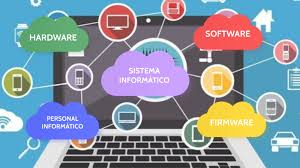 HARDWARE
SOFTWARE
SISTEMA
INFORMÁTICO
PERSONAL
INFORMÁTICO
FIRMWARE